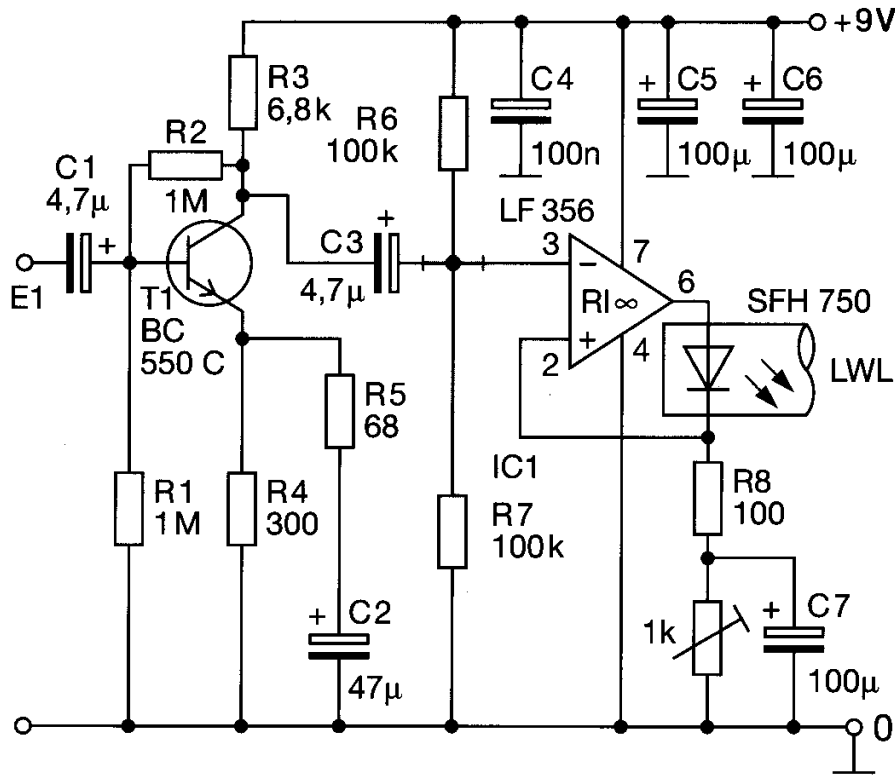 +9V
R3
6,8k
C4
100n
C5
+
100µ
C6
+
100µ
R6
100k
R2
1M
C1
4,7µ
+
E1
T1
BC
550 C
C3
4,7µ
+
LF 356
3
−
7
RI∞
6
+
2
4
SFH 750
LWL
R5
68
IC1
R1
1M
R4
300
R7
100k
R8
100
+
C2
47µ
1k
+
C7
100µ
0